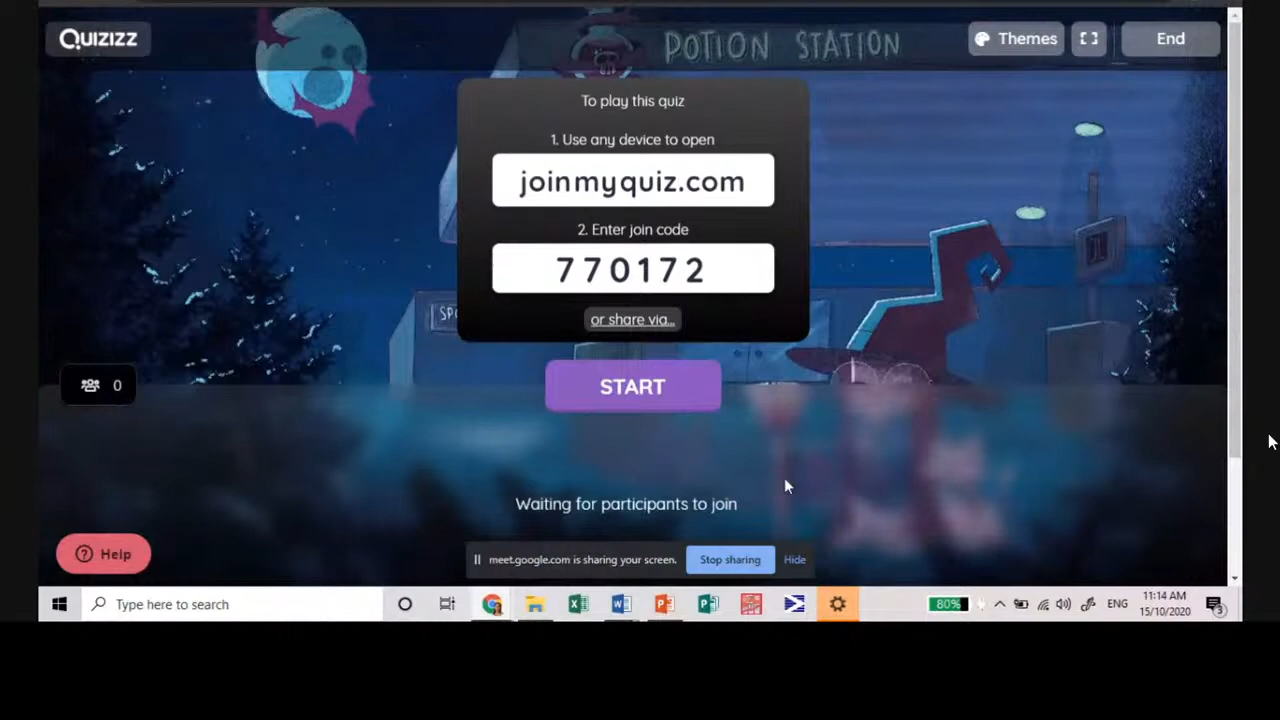 Quizizz
POTION STATION
Themes
End
To play this quiz
1. Use any device to open
joinmyquiz.com
2. Enter join code
770172
or share via...
SPO
START
0
Waiting for participants to join
Help
meet.google.com is sharing your screen.
Stop sharing
Hide
Type here to search
80%
ENG
11:14 AM
15/10/2020
3